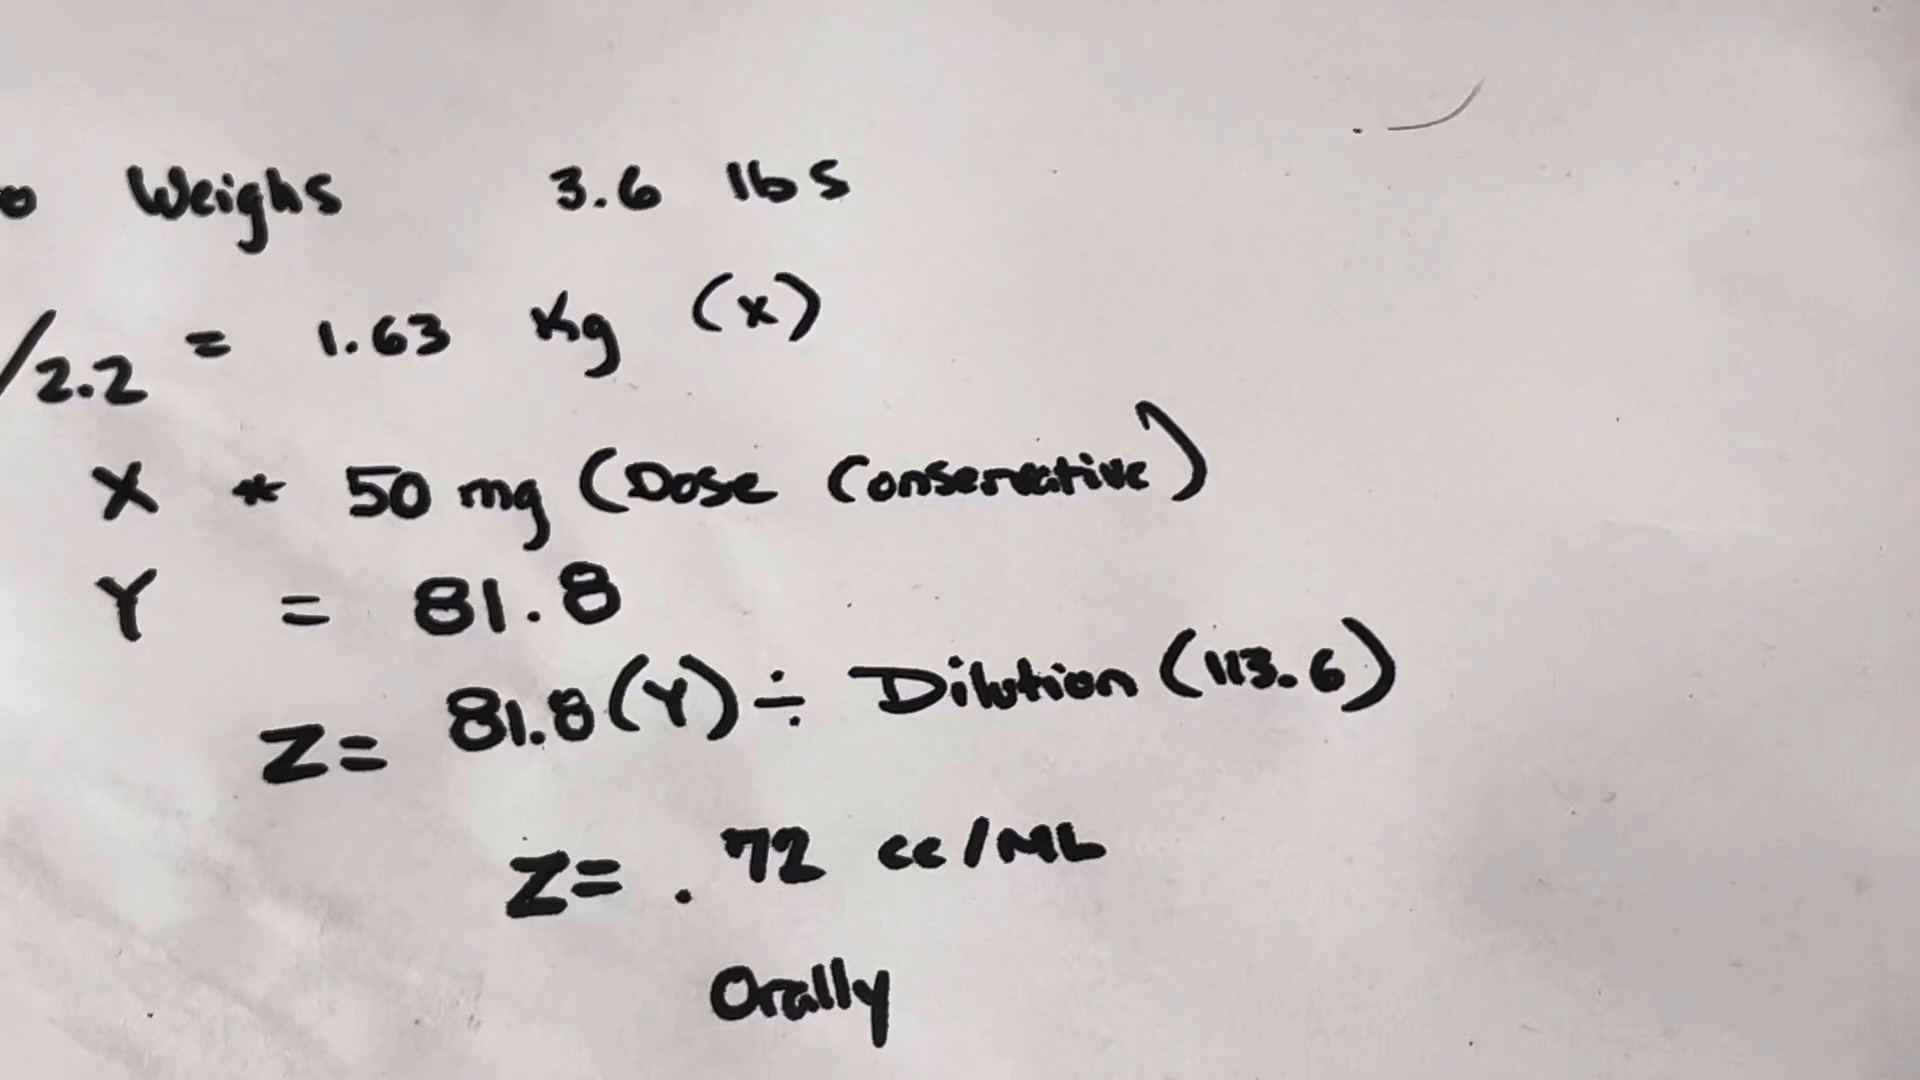 o Weighs 3.6 lbs
/2.2 = 1.63 Kg (x)
X * 50 mg (Dose Conservative)
Y = 81.8
Z= 81.8(Y) ÷ Dilution (113.6)
Z= .72 cc/ML
Orally